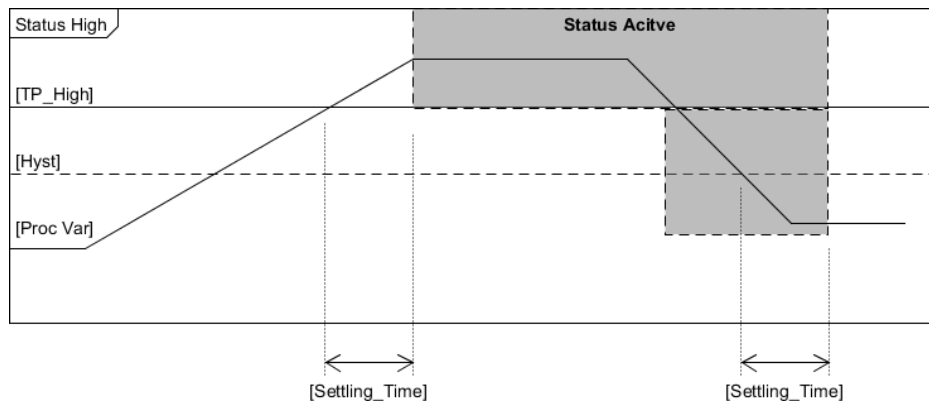 Status High
Status Acitve
[TP_High]
[Hyst]
[Proc Var]
[Settling_Time]
[Settling_Time]